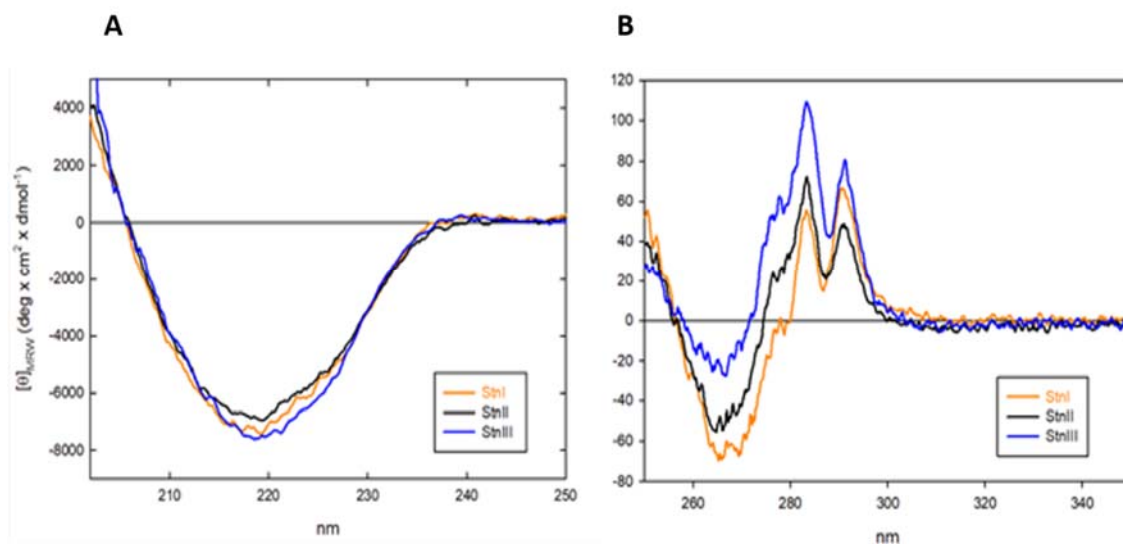 A
B
[θ]MRW (deg x cm² x dmol⁻¹)
4000
2000
0
-2000
-4000
-6000
-8000
210
220
230
240
250
nm
StnI
StnII
StnIII
120
100
80
60
40
20
0
-20
-40
-60
-80
260
280
300
320
340
nm
StnI
StnII
StnIII